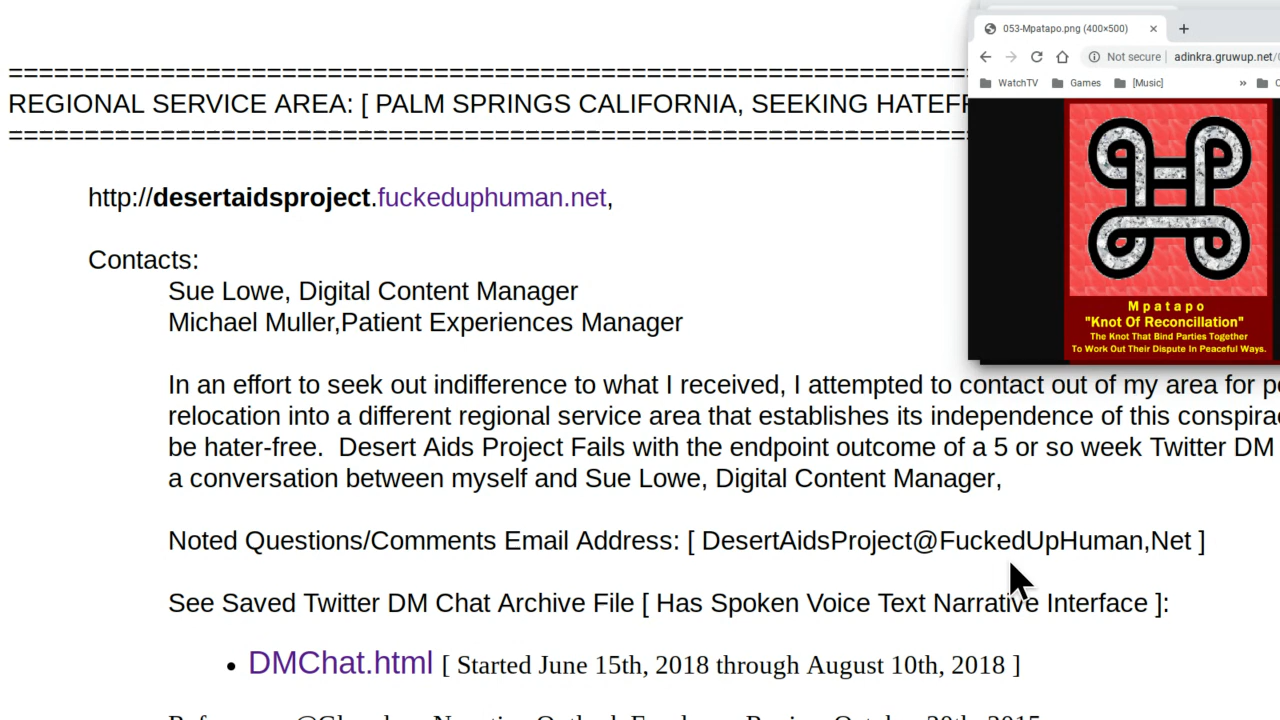 053-Mpatapo.png (400×500)
Not secure | adinkra.gruwup.net/
WatchTV Games [Music] »
================================================================
REGIONAL SERVICE AREA: [ PALM SPRINGS CALIFORNIA, SEEKING
================================================================
http://desertaidsproject.fuckeduphuman.net,
Contacts:
Sue Lowe, Digital Content Manager
Michael Muller,Patient Experiences Manager
Mpatapo
"Knot Of Reconciliation"
The Knot That Bind Parties Together
To Work Out Their Dispute In Peaceful Ways.
In an effort to seek out indifference to what I received, I attempted to contact out of my area for
relocation into a different regional service area that establishes its independence of this
be hater-free. Desert Aids Project Fails with the endpoint outcome of a 5 or so week Twitter DM
a conversation between myself and Sue Lowe, Digital Content Manager,
Noted Questions/Comments Email Address: [ DesertAidsProject@FuckedUpHuman,Net ]
See Saved Twitter DM Chat Archive File [ Has Spoken Voice Text Narrative Interface ]:
• DMChat.html [ Started June 15th, 2018 through August 10th, 2018 ]